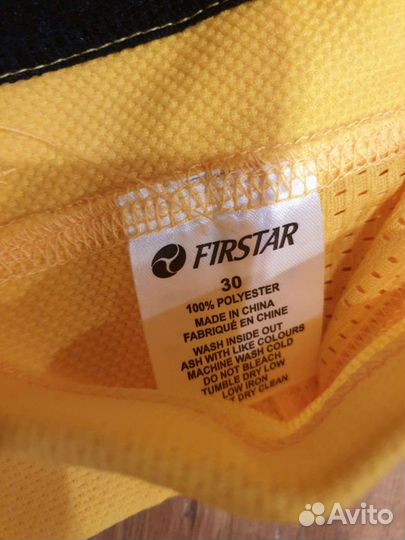 FIRSTAR
30
100% POLYESTER
MADE IN CHINA
FABRIQUÉ EN CHINE
WASH INSIDE OUT
ASH WITH LIKE COLOURS
MACHINE WASH COLD
DO NOT BLEACH
TUMBLE DRY LOW
LOW IRON
T DRY CLEAN
Avito